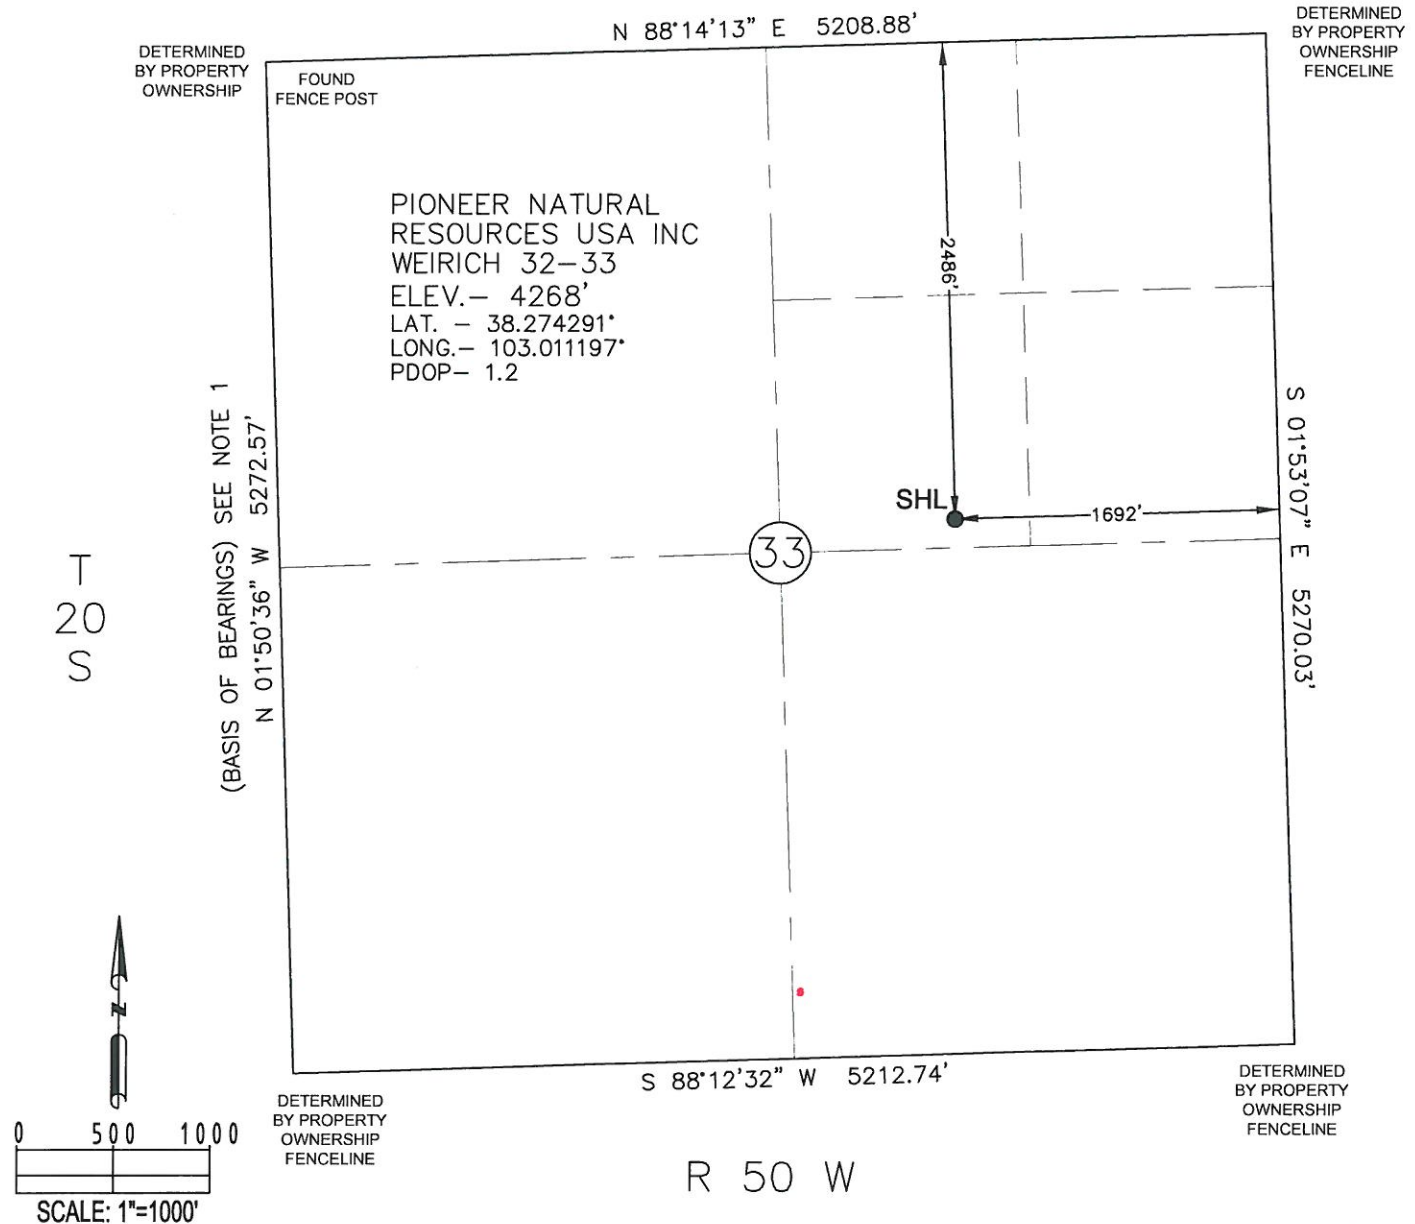 N 88°14'13" E 5208.88'
DETERMINED
BY PROPERTY
OWNERSHIP
FOUND
FENCE POST
DETERMINED
BY PROPERTY
OWNERSHIP
FENCELINE
PIONEER NATURAL
RESOURCES USA INC
WEIRICH 32-33
ELEV.- 4268'
LAT. - 38.274291°
LONG.- 103.011197°
PDOP- 1.2
2486'
(BASIS OF BEARINGS) SEE NOTE 1
N 01°50'36" W 5272.57'
S 01°53'07" E 5270.03'
SHL
1692'
33
T
20
S
N
S 88°12'32" W 5212.74'
DETERMINED
BY PROPERTY
OWNERSHIP
FENCELINE
DETERMINED
BY PROPERTY
OWNERSHIP
FENCELINE
0 500 1000
SCALE: 1"=1000'
R 50 W